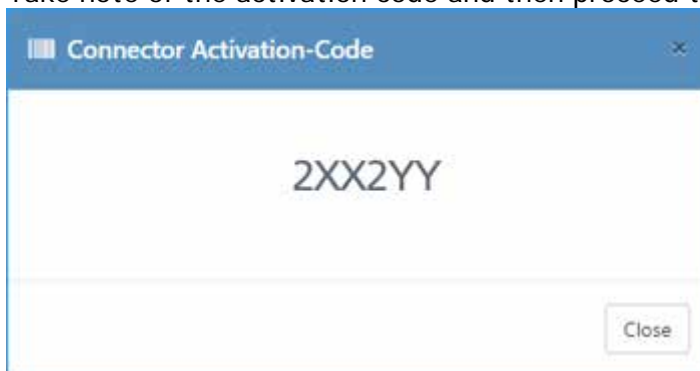 Take note of the activation code and then proceed t
Connector Activation-Code
×
2XX2YY
Close